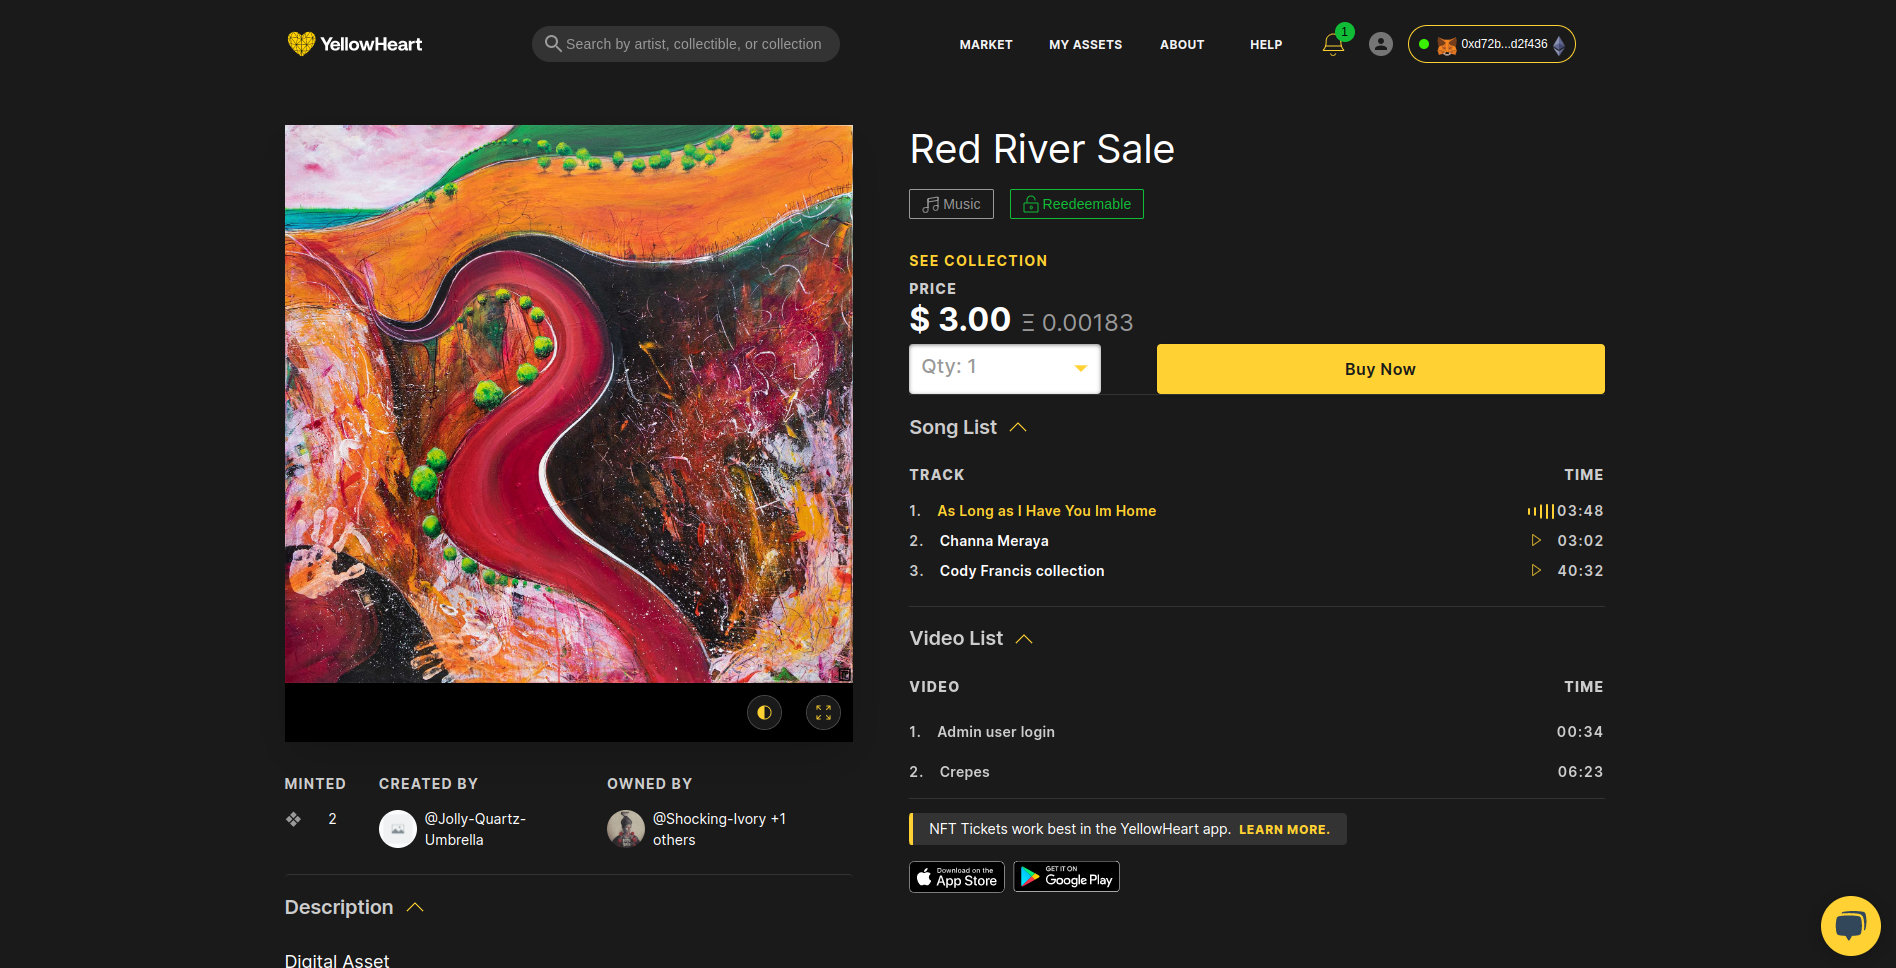 YellowHeart
Search by artist, collectible, or collection
MARKET
MY ASSETS
ABOUT
HELP
1
0xd72b...d2f436
Red River Sale
Music
Reedeemable
SEE COLLECTION
PRICE
$ 3.00 Ξ 0.00183
Qty: 1
Buy Now
Song List
TRACK TIME
1. As Long as I Have You Im Home 03:48
2. Channa Meraya 03:02
3. Cody Francis collection 40:32
Video List
VIDEO TIME
1. Admin user login 00:34
2. Crepes 06:23
NFT Tickets work best in the YellowHeart app. LEARN MORE.
Download on the
App Store
GET IT ON
Google Play
MINTED
2
CREATED BY
@Jolly-Quartz-
Umbrella
OWNED BY
@Shocking-Ivory +1
others
Description
Digital Asset